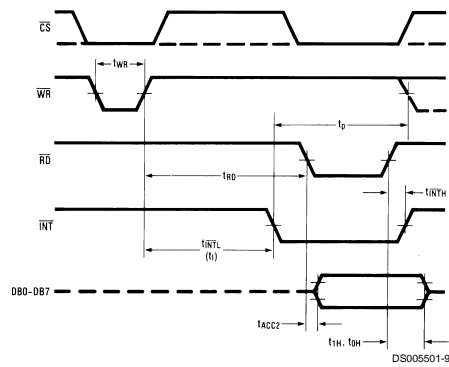 CS
tWR
WR
tp
RD
tRD
tINTH
INT
tINTL
(tI)
DB0-DB7
tACC2
t1H, t0H
DS005501-9